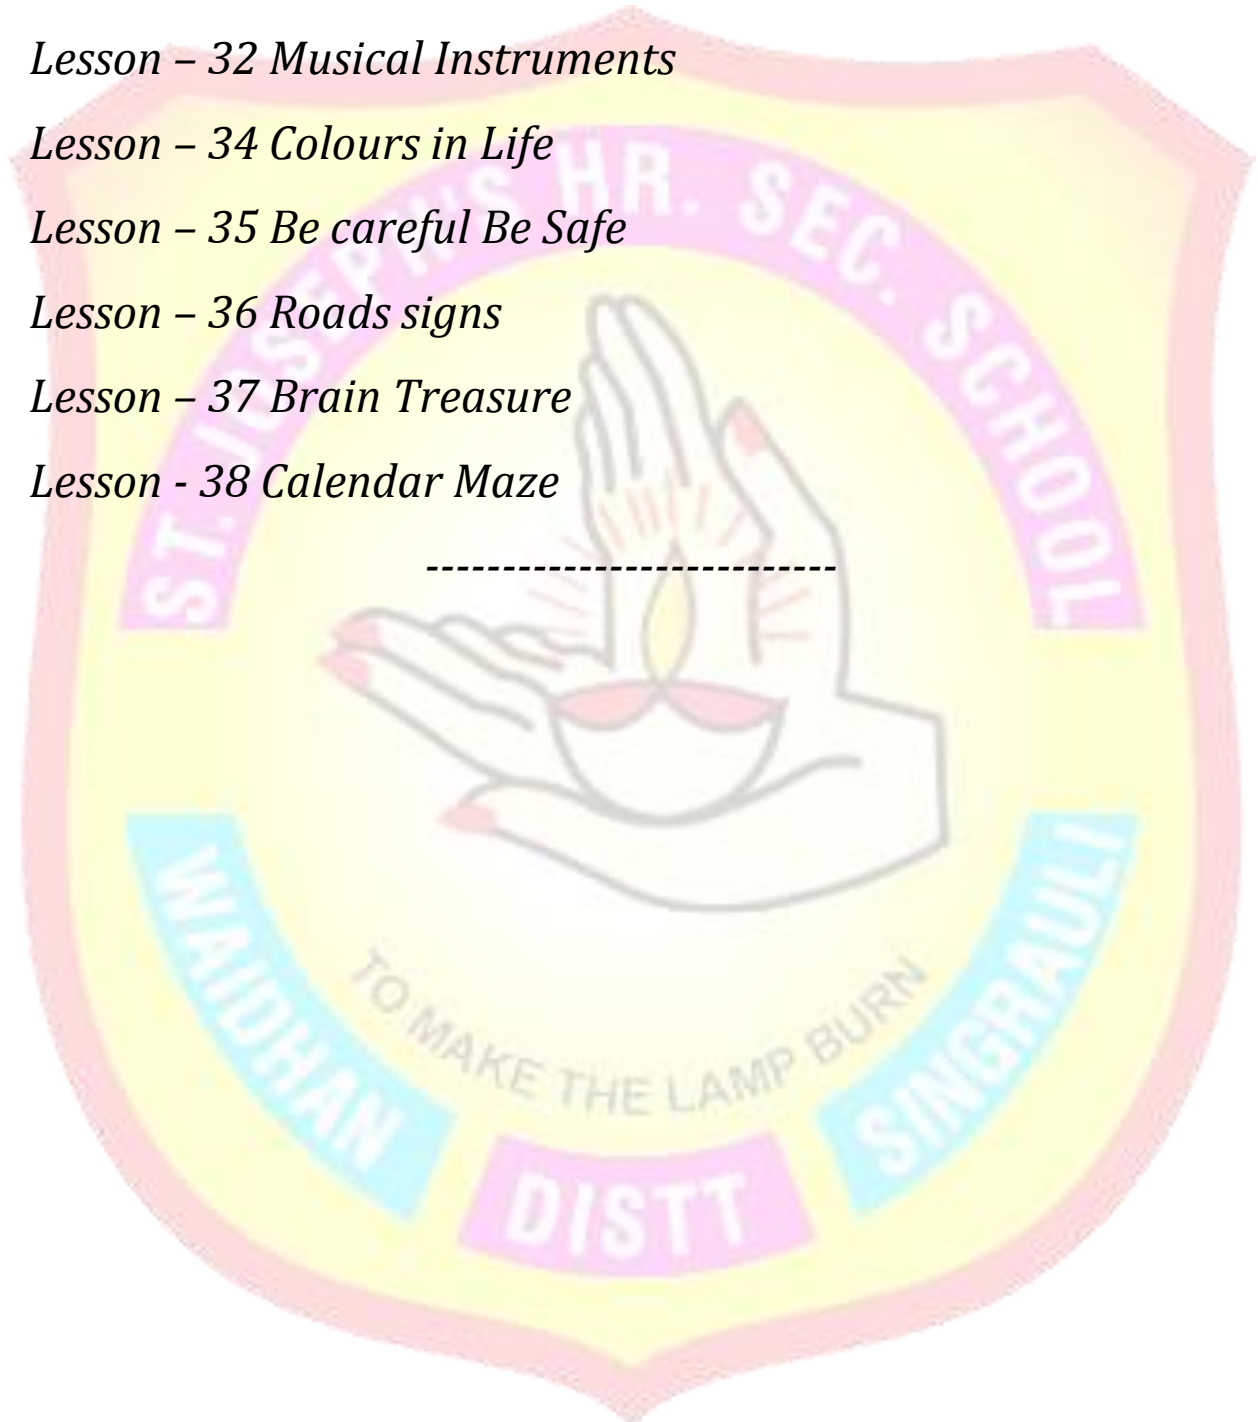 Lesson – 32 Musical Instruments
Lesson – 34 Colours in Life
Lesson – 35 Be careful Be Safe
Lesson – 36 Roads signs
Lesson – 37 Brain Treasure
Lesson - 38 Calendar Maze
---------------------------
ST. JOSEPH'S HR. SEC. SCHOOL
TO MAKE THE LAMP BURN
WAIDHAN
DISTT
SINGRAULI